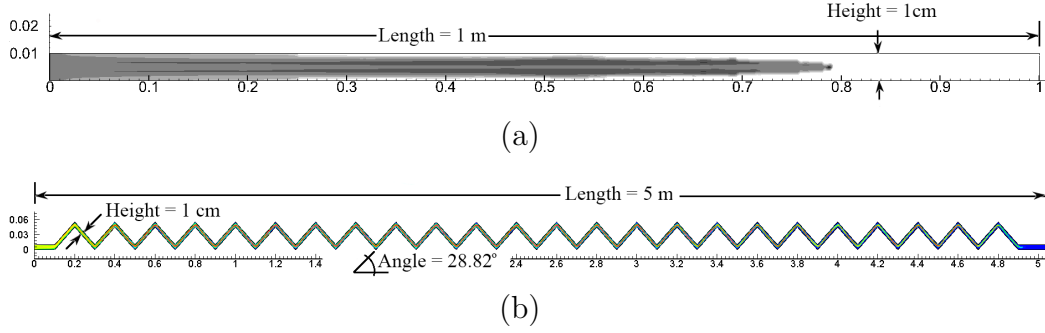 0.02
Height = 1cm
Length = 1 m
0.01
0 0.1 0.2 0.3 0.4 0.5 0.6 0.7 0.8 0.9 1
(a)
Length = 5 m
0.06
Height = 1 cm
0.03
0
0 0.2 0.4 0.6 0.8 1 1.2 1.4 2.4 2.6 2.8 3 3.2 3.4 3.6 3.8 4 4.2 4.4 4.6 4.8 5
Angle = 28.82°
(b)